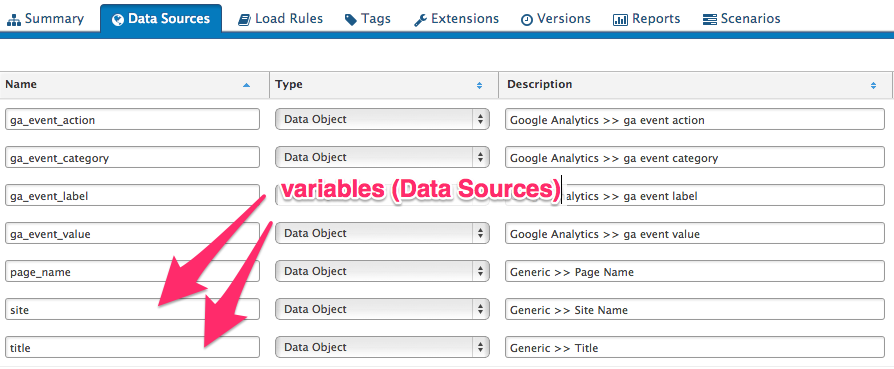 Summary Data Sources Load Rules Tags Extensions Versions Reports Scenarios
Name Type Description
ga_event_action Data Object Google Analytics >> ga event action
ga_event_category Data Object Google Analytics >> ga event category
ga_event_label alytics >> ga event label
variables (Data Sources)
ga_event_value Data Object Google Analytics >> ga event value
page_name Data Object Generic >> Page Name
site Data Object Generic >> Site Name
title Data Object Generic >> Title